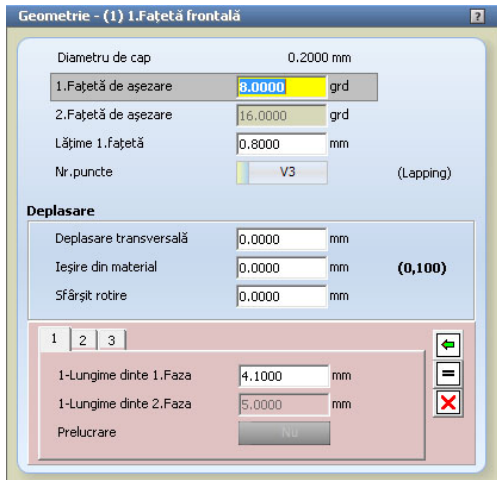 Geometrie - (1) 1.Fațetă frontală ?
Diametru de cap 0.2000 mm
1.Fațetă de așezare 8.0000 grd
2.Fațetă de așezare 16.0000 grd
Lățime 1.fațetă 0.8000 mm
Nr.puncte V3 (Lapping)
Deplasare
Deplasare transversală 0.0000 mm
Ieșire din material 0.0000 mm (0,100)
Sfârșit rotire 0.0000 mm
1 2 3
1-Lungime dinte 1.Faza 4.1000 mm
1-Lungime dinte 2.Faza 5.0000 mm
Prelucrare Nu